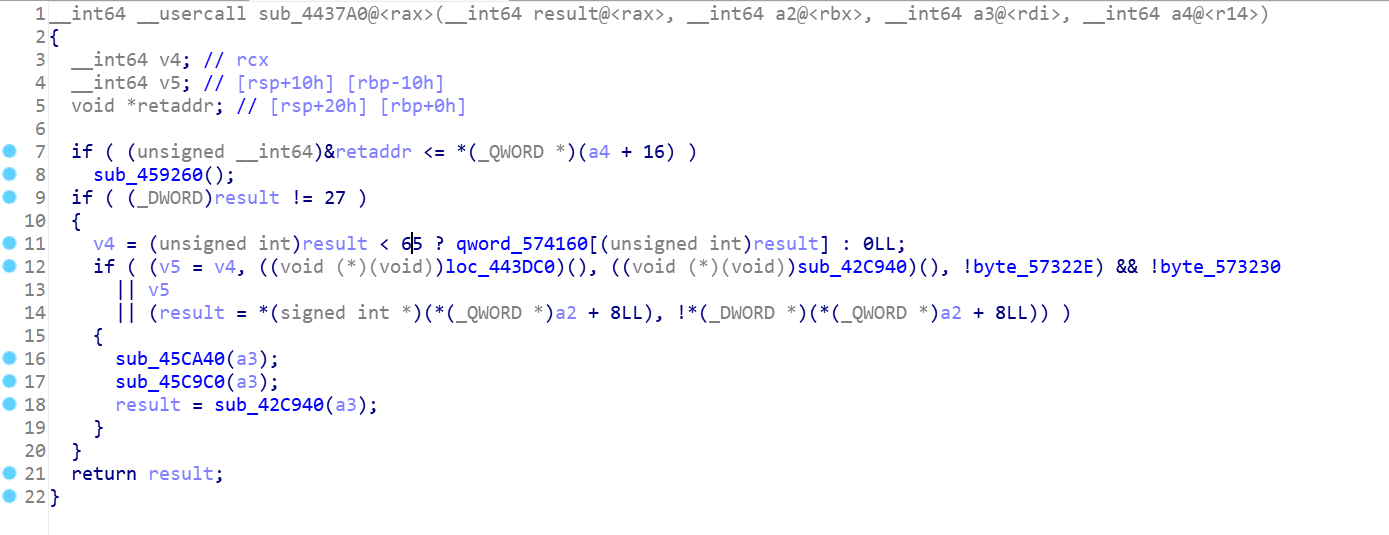 1 __int64 __usercall sub_4437A0@<rax>(__int64 result@<rax>, __int64 a2@<rbx>, __int64 a3@<rdi>, __int64 a4@<r14>)
2 {
3   __int64 v4; // rcx
4   __int64 v5; // [rsp+10h] [rbp-10h]
5   void *retaddr; // [rsp+20h] [rbp+0h]
6
7   if ( (unsigned __int64)&retaddr <= *(_QWORD *)(a4 + 16) )
8     sub_459260();
9   if ( (_DWORD)result != 27 )
10   {
11     v4 = (unsigned int)result < 65 ? qword_574160[(unsigned int)result] : 0LL;
12     if ( (v5 = v4, ((void (*)(void))loc_443DC0)(), ((void (*)(void))sub_42C940)(), !byte_57322E) && !byte_573230
13       || v5
14       || (result = *(signed int *)(*(_QWORD *)a2 + 8LL), !*(_DWORD *)(*(_QWORD *)a2 + 8LL)) )
15     {
16       sub_45CA40(a3);
17       sub_45C9C0(a3);
18       result = sub_42C940(a3);
19     }
20   }
21   return result;
22 }